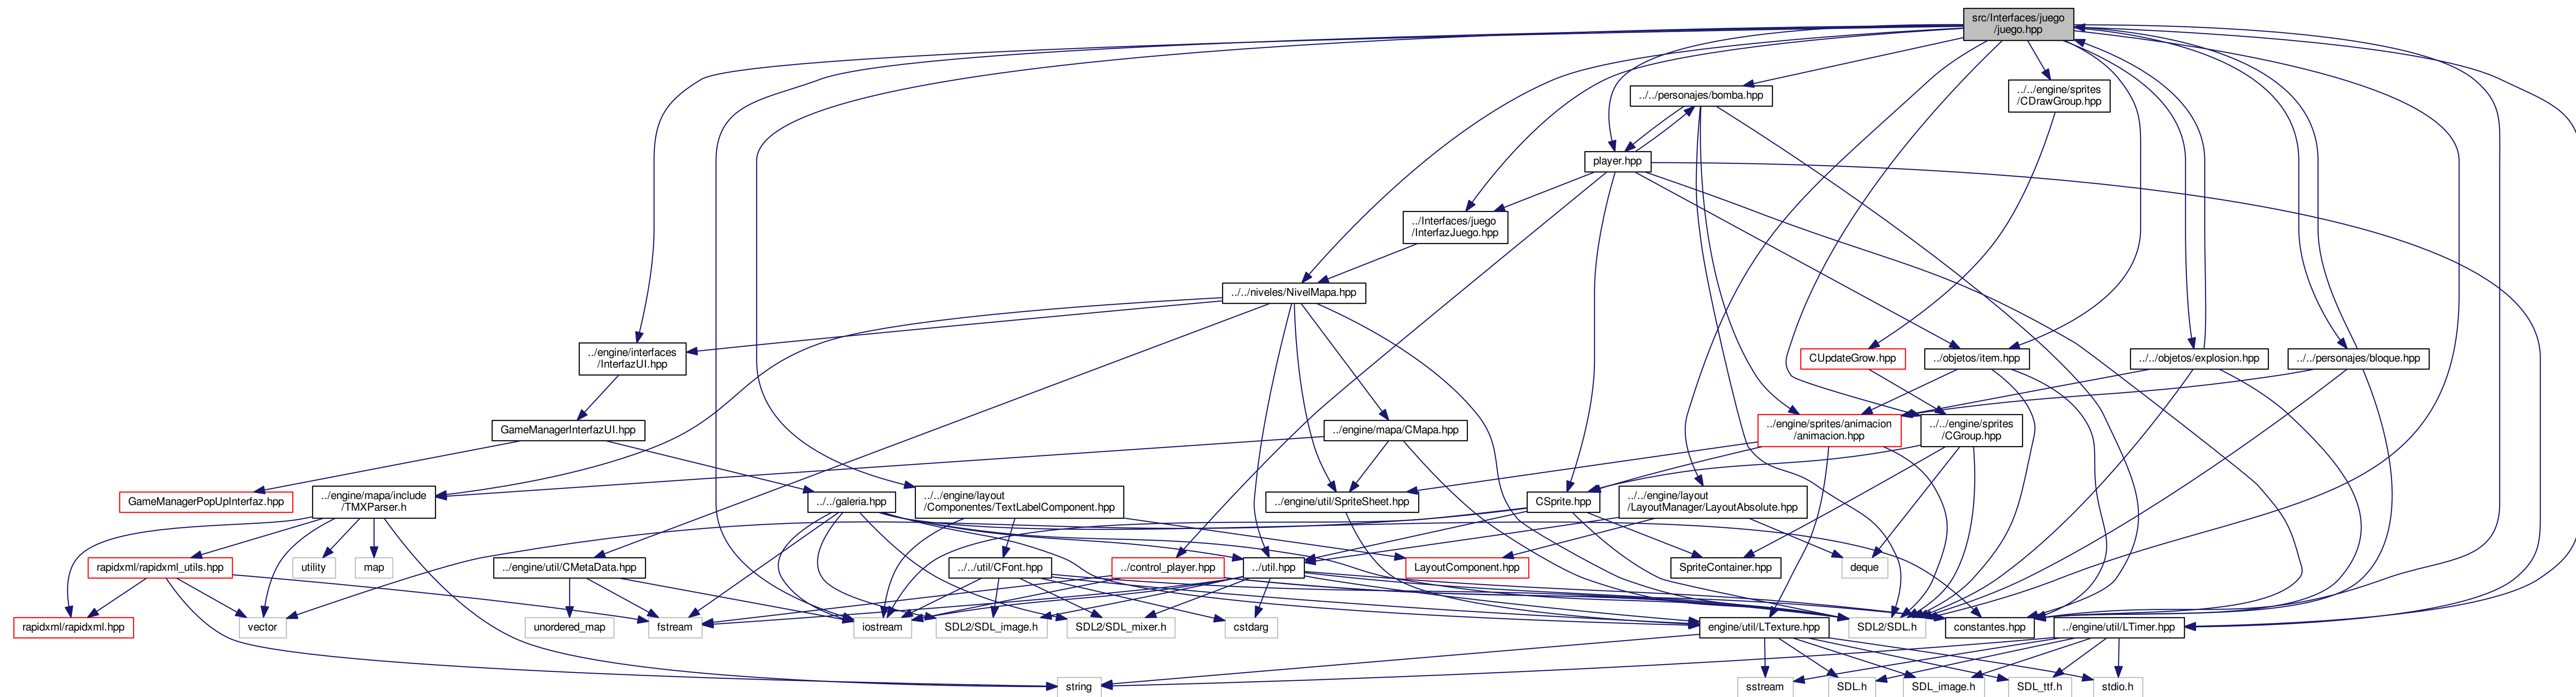 src/Interfaces/juego
/juego.hpp
../../personajes/bomba.hpp
../../engine/sprites
/CDrawGroup.hpp
player.hpp
../Interfaces/juego
/InterfazJuego.hpp
../../niveles/NivelMapa.hpp
../engine/interfaces
/InterfazUI.hpp
CUpdateGrow.hpp
../objetos/item.hpp
../../objetos/explosion.hpp
../../personajes/bloque.hpp
GameManagerInterfazUI.hpp
../engine/mapa/CMapa.hpp
../engine/sprites/animacion
/animacion.hpp
../../engine/sprites
/CGroup.hpp
GameManagerPopUpInterfaz.hpp
../engine/mapa/include
/TMXParser.h
../../galeria.hpp
../../engine/layout
/Componentes/TextLabelComponent.hpp
../engine/util/SpriteSheet.hpp
CSprite.hpp
../../engine/layout
/LayoutManager/LayoutAbsolute.hpp
rapidxml/rapidxml_utils.hpp
utility
map
../engine/util/CMetaData.hpp
../../util/CFont.hpp
../control_player.hpp
../util.hpp
LayoutComponent.hpp
SpriteContainer.hpp
deque
rapidxml/rapidxml.hpp
vector
unordered_map
fstream
iostream
SDL2/SDL_image.h
SDL2/SDL_mixer.h
cstdarg
engine/util/LTexture.hpp
SDL2/SDL.h
constantes.hpp
../engine/util/LTimer.hpp
string
sstream
SDL.h
SDL_image.h
SDL_ttf.h
stdio.h